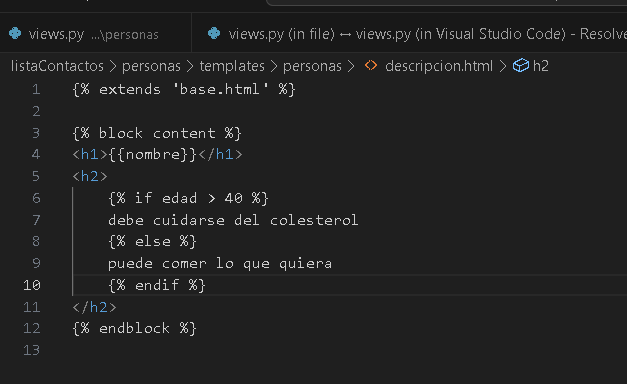 views.py ...\personas views.py (in file) ↔ views.py (in Visual Studio Code) - Resolve
listaContactos > personas > templates > personas > <> descripcion.html > h2
1 {% extends 'base.html' %}
2
3 {% block content %}
4 <h1>{{nombre}}</h1>
5 <h2>
6 {% if edad > 40 %}
7 debe cuidarse del colesterol
8 {% else %}
9 puede comer lo que quiera
10 {% endif %}
11 </h2>
12 {% endblock %}
13